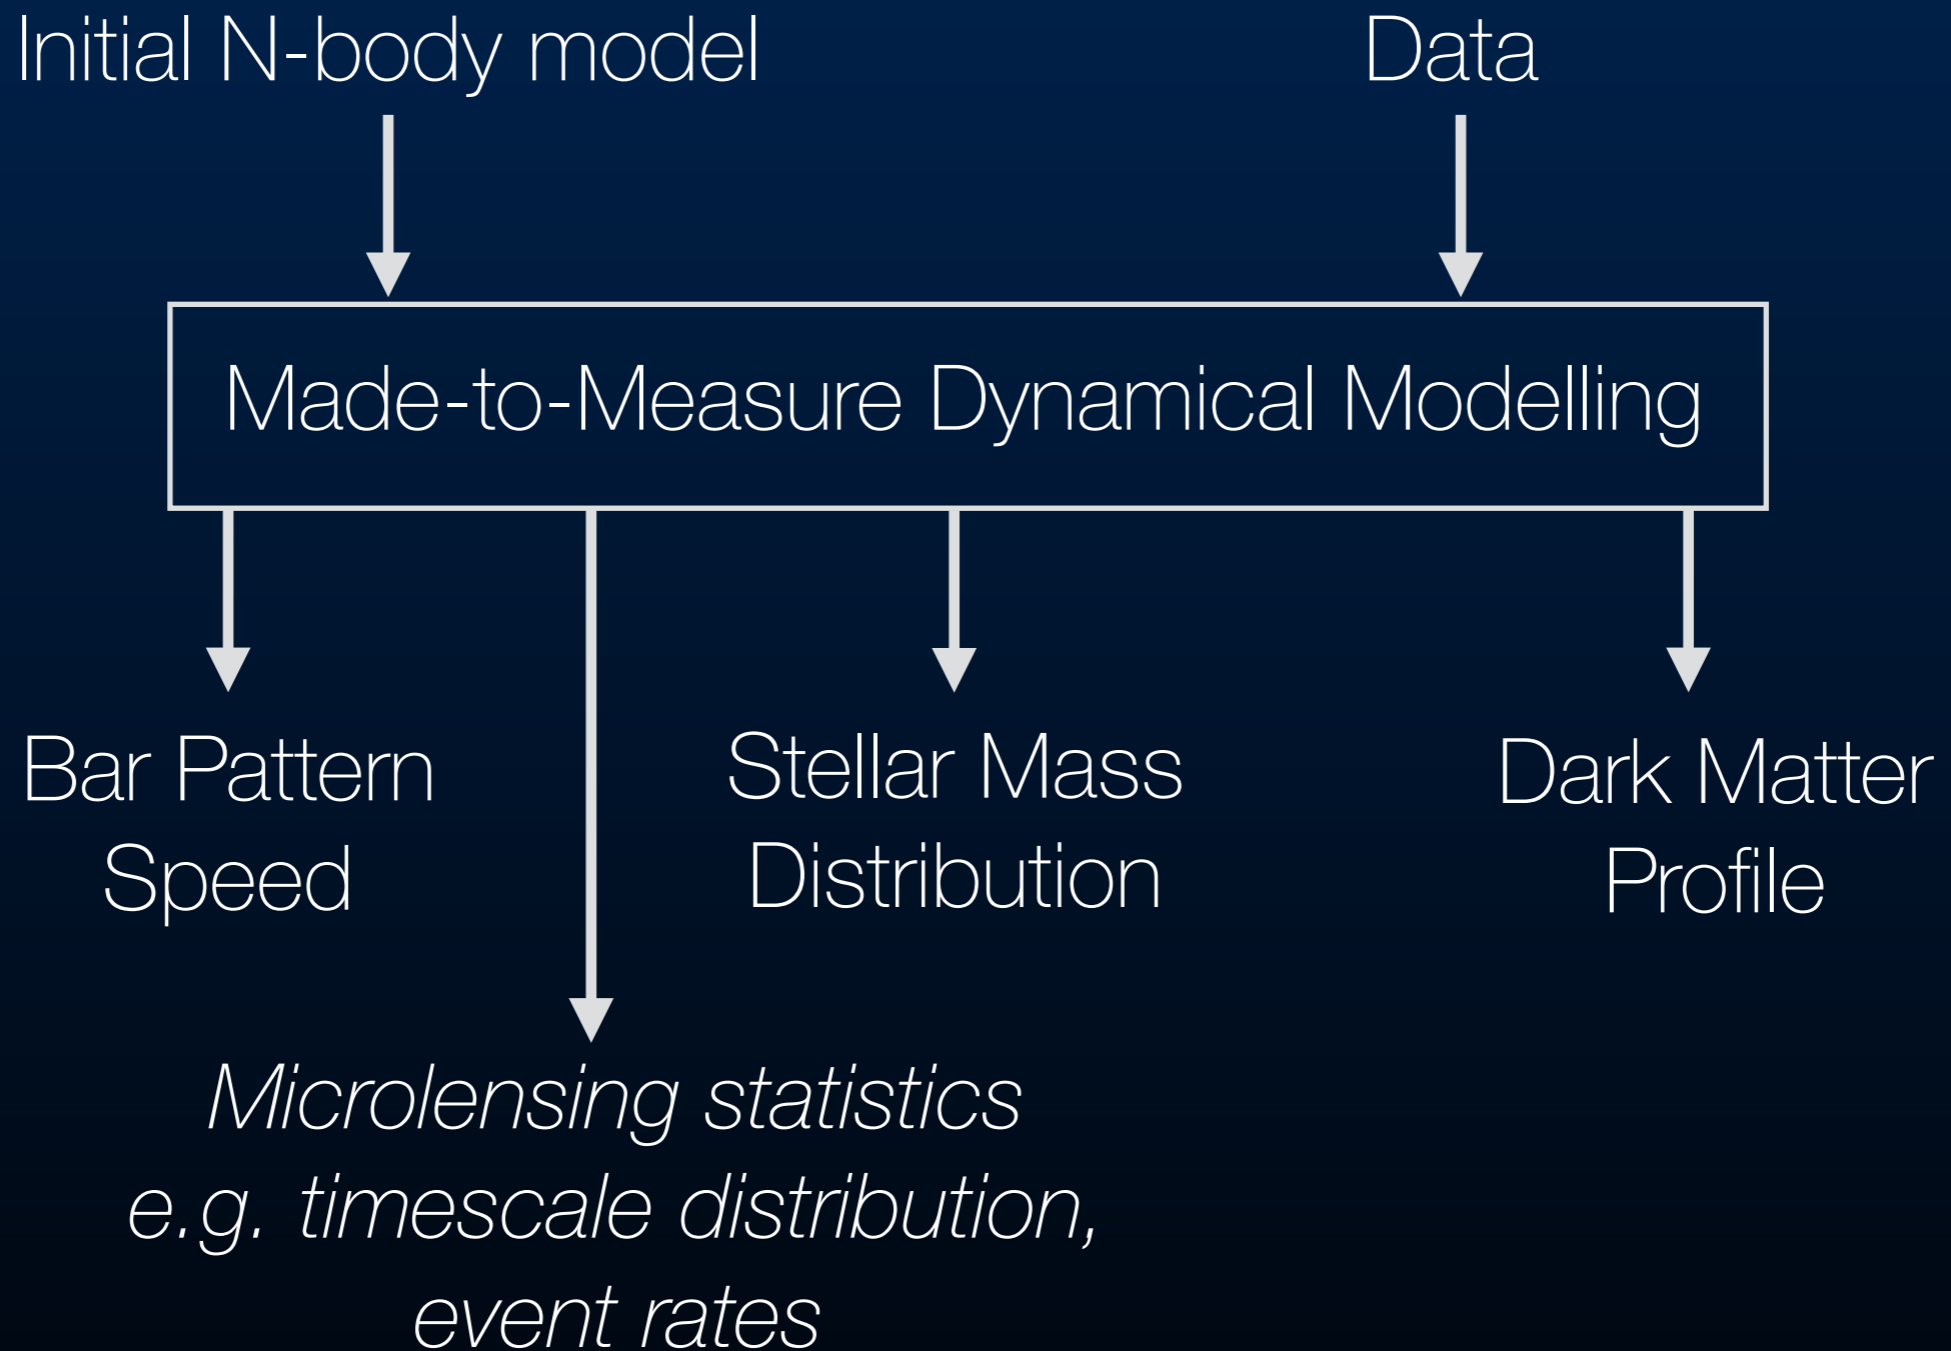 Initial N-body model
Data
Made-to-Measure Dynamical Modelling
Bar Pattern
Speed
Stellar Mass
Distribution
Dark Matter
Profile
Microlensing statistics
e.g. timescale distribution,
event rates